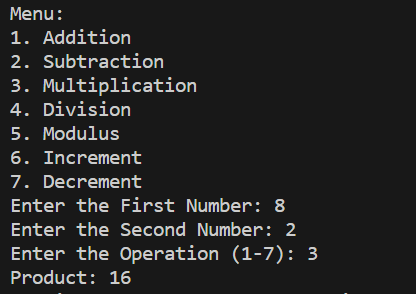 Menu:
1. Addition
2. Subtraction
3. Multiplication
4. Division
5. Modulus
6. Increment
7. Decrement
Enter the First Number: 8
Enter the Second Number: 2
Enter the Operation (1-7): 3
Product: 16